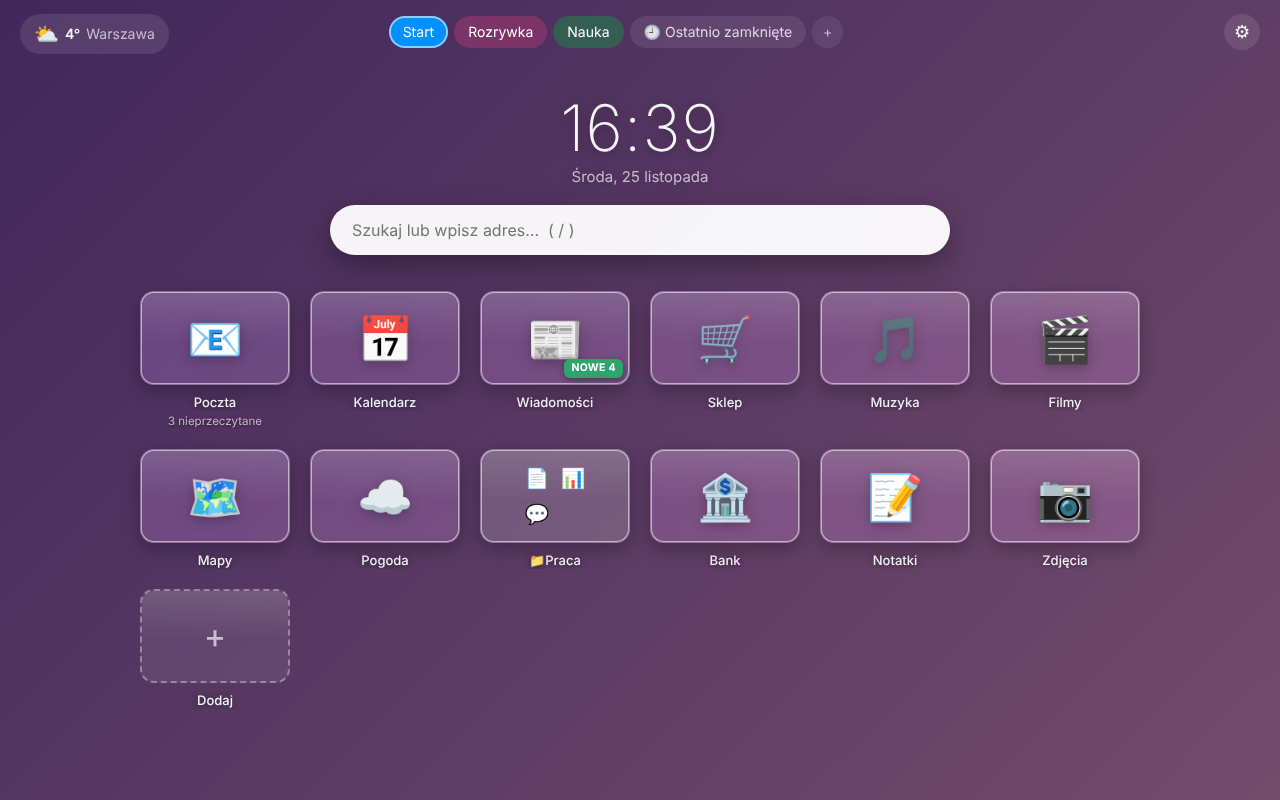 4° Warszawa
Start Rozrywka Nauka Ostatnio zamknięte +
16:39
Środa, 25 listopada
Szukaj lub wpisz adres... ( / )
July
17
NOWE 4
Poczta Kalendarz Wiadomości Sklep Muzyka Filmy
3 nieprzeczytane
Mapy Pogoda Praca Bank Notatki Zdjęcia
+
Dodaj